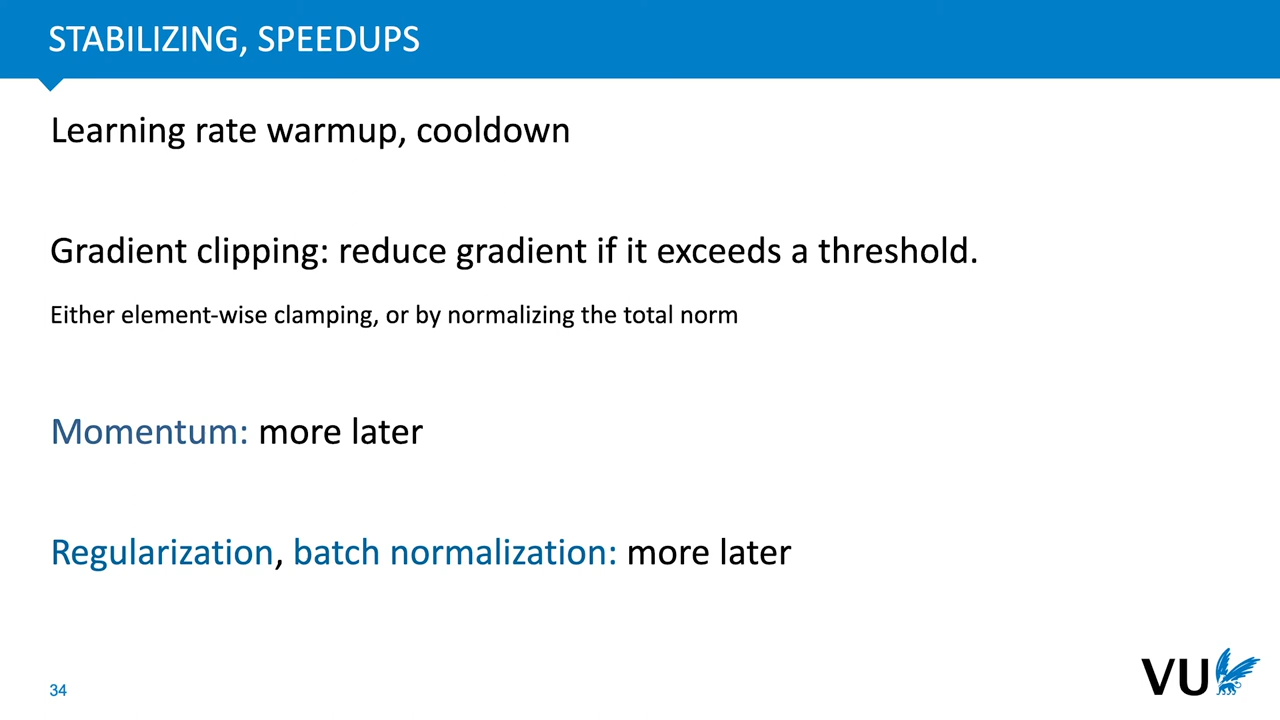 STABILIZING, SPEEDUPS
Learning rate warmup, cooldown
Gradient clipping: reduce gradient if it exceeds a threshold.
Either element-wise clamping, or by normalizing the total norm
Momentum: more later
Regularization, batch normalization: more later
34
VU